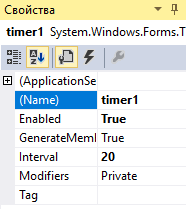 Свойства
timer1 System.Windows.Forms.T
(ApplicationSe
(Name) timer1
Enabled True
GenerateMeml True
Interval 20
Modifiers Private
Tag